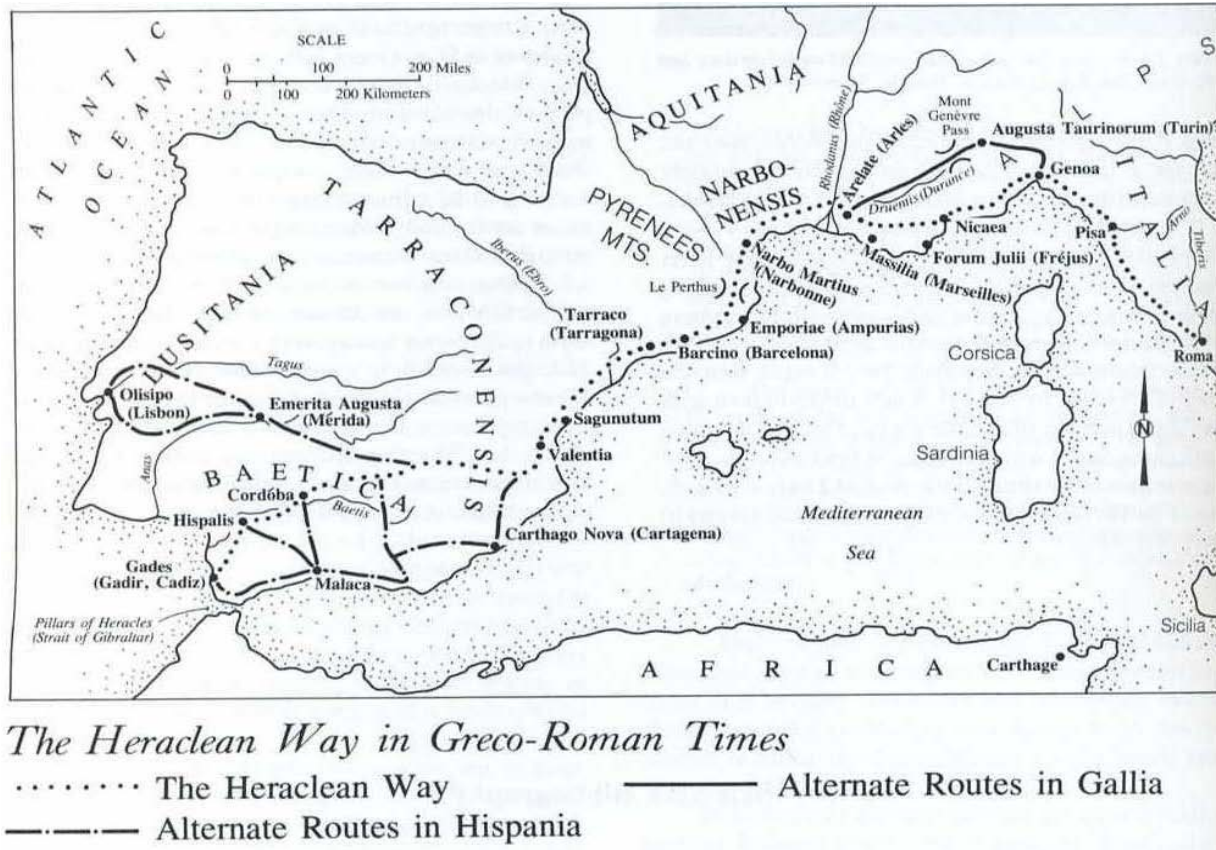 ATLANTIC
OCEAN
SCALE
0 100 200 Miles
0 100 200 Kilometers
AQUITANIA
NARBO
NENSIS
PYRENEES
MTS
Rhodanus (Rhône)
Arelate (Arles)
Druentis (Durance)
Mont
Genèvre
Pass
Augusta Taurinorum (Turin)
ALPS
ITALIA
Genoa
Nicaea
Pisa
Arno
Tiberis
Forum Julii (Fréjus)
Massilia (Marseilles)
Narbo Martius
(Narbonne)
Le Perthus
Emporiae (Ampurias)
Barcino (Barcelona)
Tarraco
(Tarragona)
Iberus (Ebro)
TARRACONENSIS
LUSITANIA
Tagus
Olisipo
(Lisbon)
Emerita Augusta
(Mérida)
Anas
BAETICA
Cordóba
Baetis
Hispalis
Gades
(Gadir, Cadiz)
Malaca
Pillars of Heracles
(Strait of Gibraltar)
Sagunutum
Valentia
Carthago Nova (Cartagena)
Corsica
Sardinia
Roma
N
Mediterranean
Sea
Sicilia
AFRICA
Carthage
The Heraclean Way in Greco-Roman Times
The Heraclean Way
Alternate Routes in Gallia
Alternate Routes in Hispania